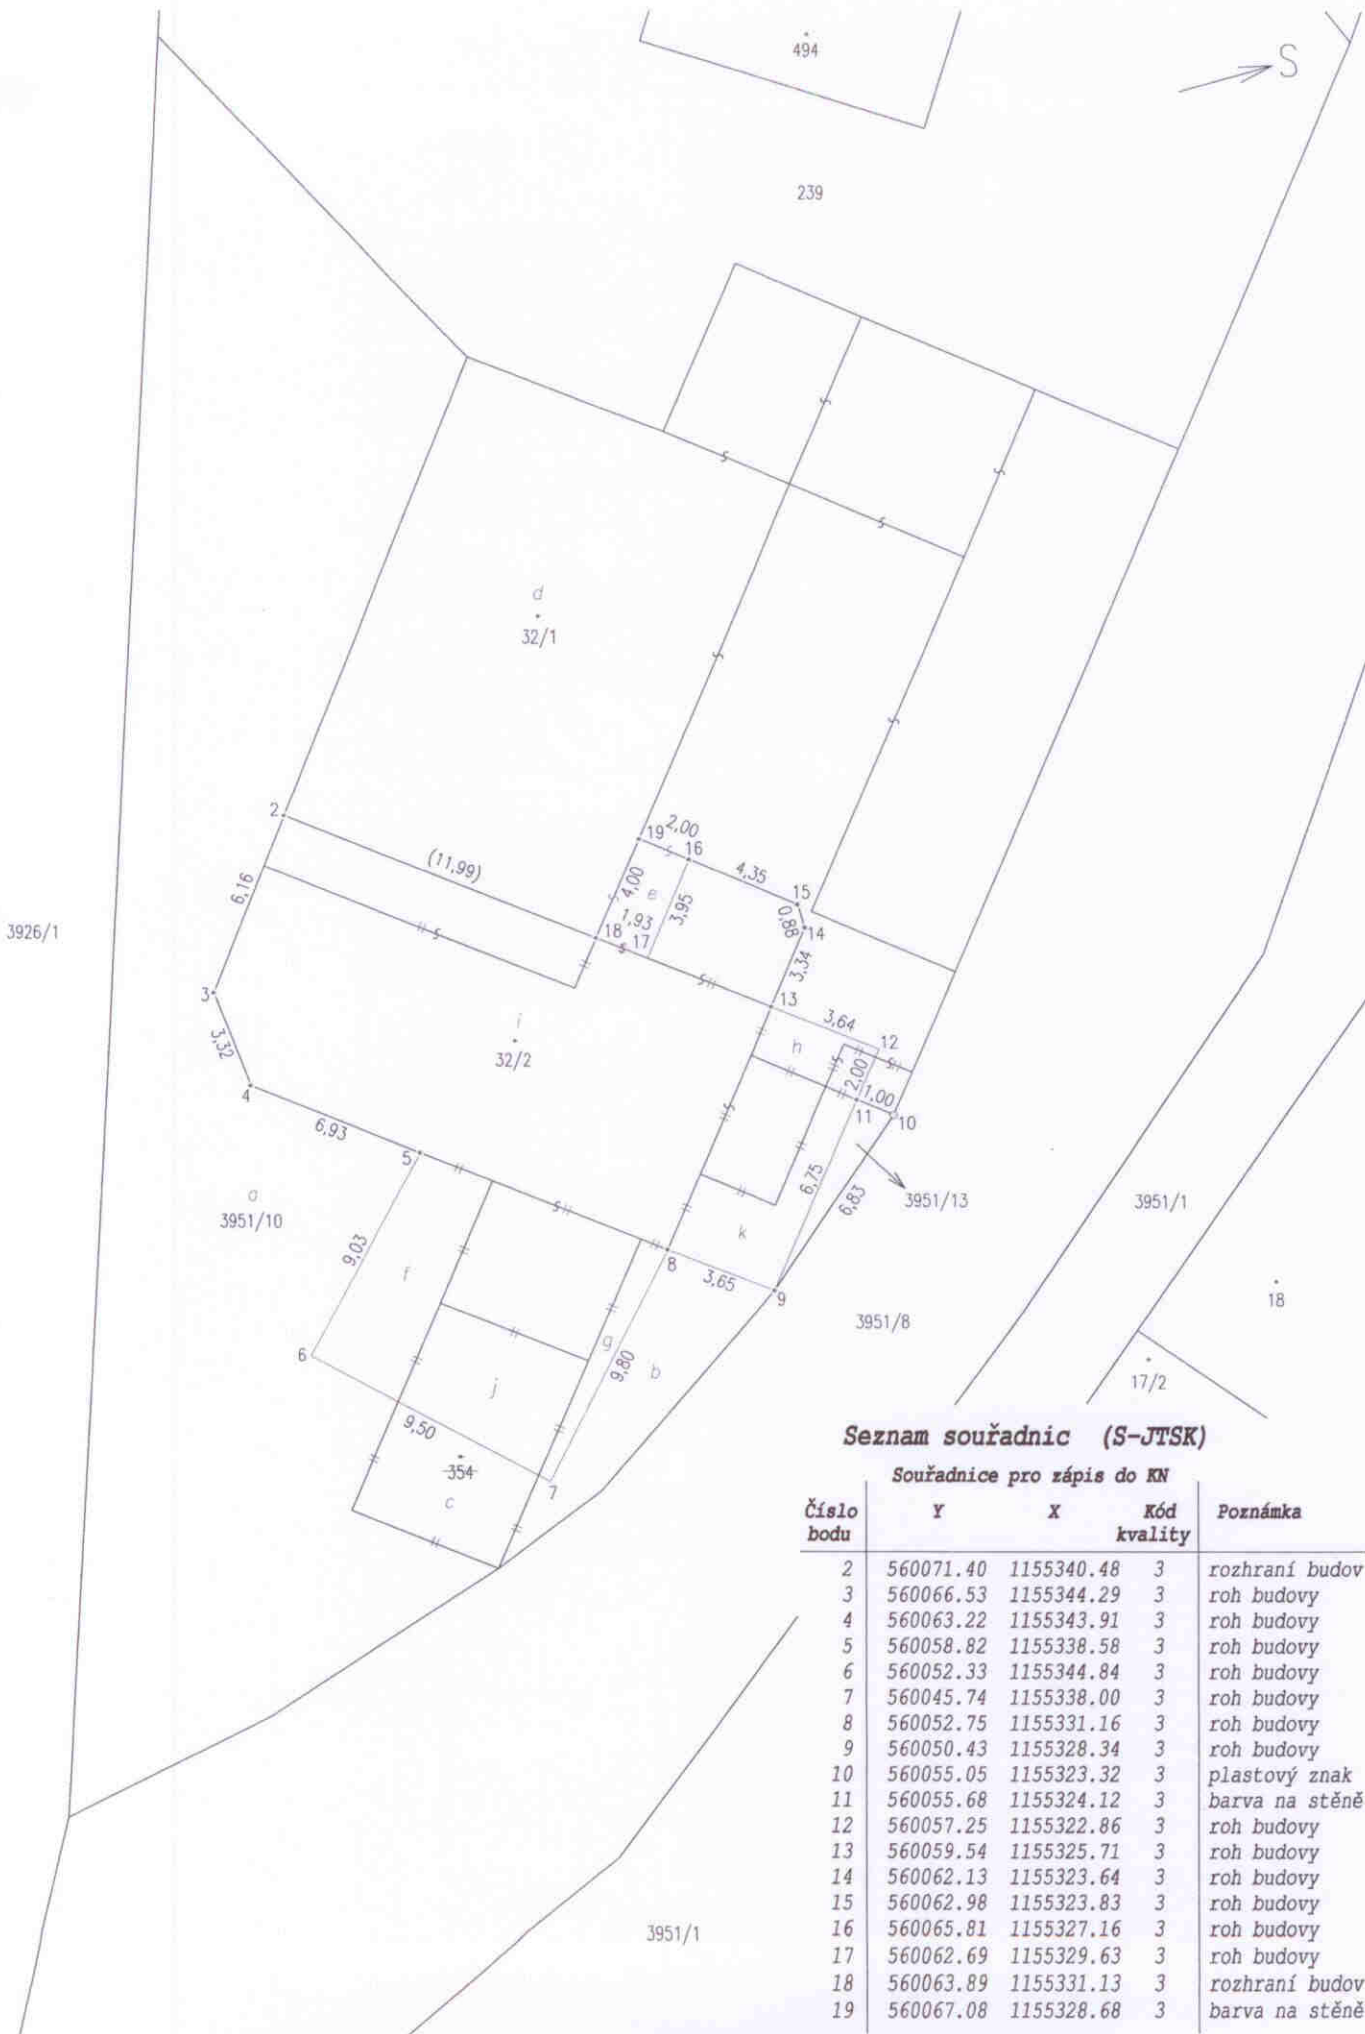 494
S
239
d
32/1
2
(11,99)
19
2,00
16
4,35
15
6,16
4,00
e
3,95
0,88
1,93
14
3926/1
18
17
3,34
3
13
3,64
i
12
3,32
32/2
h
2,00
1,00
4
11
10
6,93
5
6,75
a
3951/10
6,83
3951/13
3951/1
9,03
k
f
8
3,65
9
18
3951/8
6
g
9,80
b
j
17/2
9,50
354
7
c
Seznam souřadnic (S-JTSK)
Souřadnice pro zápis do KN
Číslo bodu Y X Kód kvality Poznámka
2 560071.40 1155340.48 3 rozhraní budov
3 560066.53 1155344.29 3 roh budovy
4 560063.22 1155343.91 3 roh budovy
5 560058.82 1155338.58 3 roh budovy
6 560052.33 1155344.84 3 roh budovy
7 560045.74 1155338.00 3 roh budovy
8 560052.75 1155331.16 3 roh budovy
9 560050.43 1155328.34 3 roh budovy
10 560055.05 1155323.32 3 plastový znak
11 560055.68 1155324.12 3 barva na stěně
12 560057.25 1155322.86 3 roh budovy
13 560059.54 1155325.71 3 roh budovy
14 560062.13 1155323.64 3 roh budovy
15 560062.98 1155323.83 3 roh budovy
16 560065.81 1155327.16 3 roh budovy
17 560062.69 1155329.63 3 roh budovy
18 560063.89 1155331.13 3 rozhraní budov
19 560067.08 1155328.68 3 barva na stěně
3951/1